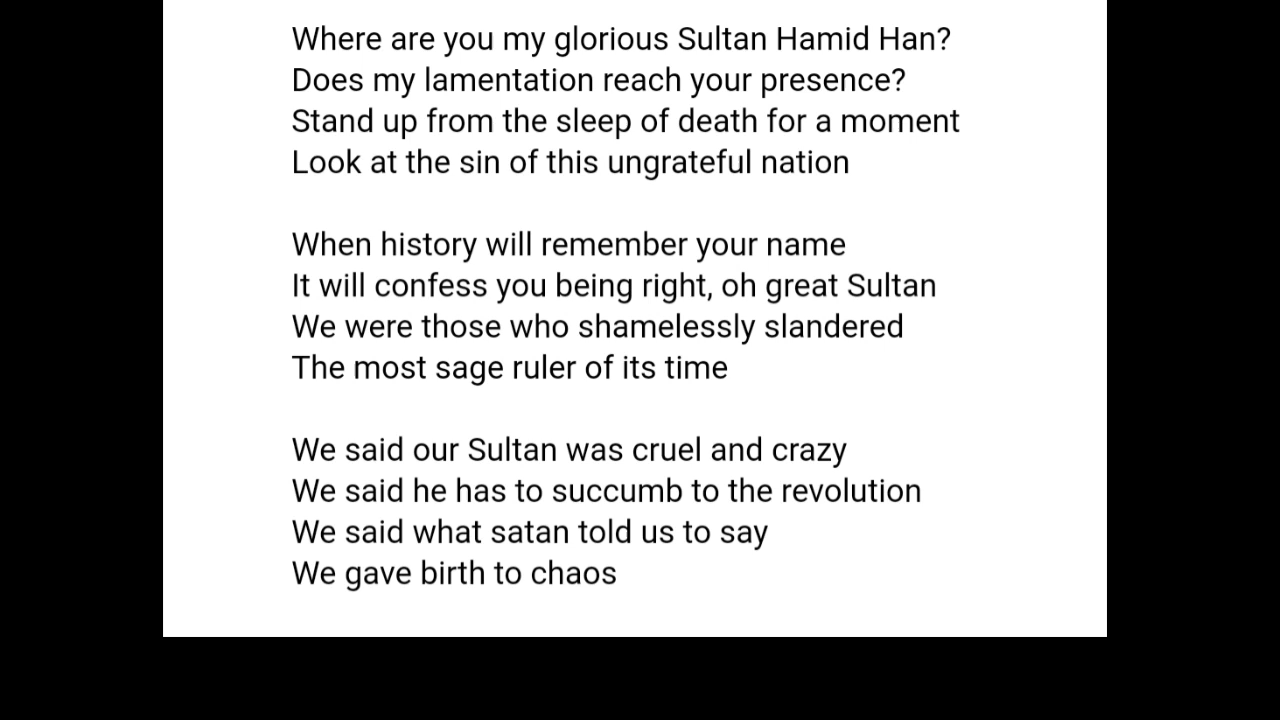 Where are you my glorious Sultan Hamid Han?
Does my lamentation reach your presence?
Stand up from the sleep of death for a moment
Look at the sin of this ungrateful nation
When history will remember your name
It will confess you being right, oh great Sultan
We were those who shamelessly slandered
The most sage ruler of its time
We said our Sultan was cruel and crazy
We said he has to succumb to the revolution
We said what satan told us to say
We gave birth to chaos